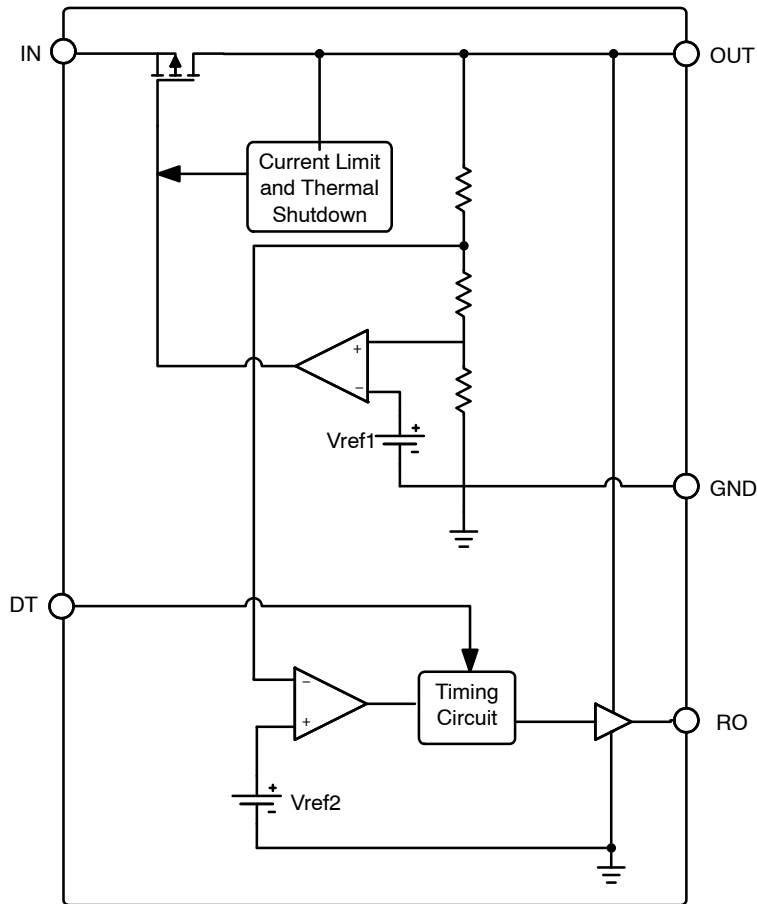 IN
OUT
Current Limit
and Thermal
Shutdown
+
−
Vref1
+
-
GND
DT
−
+
Timing
Circuit
RO
+
-
Vref2